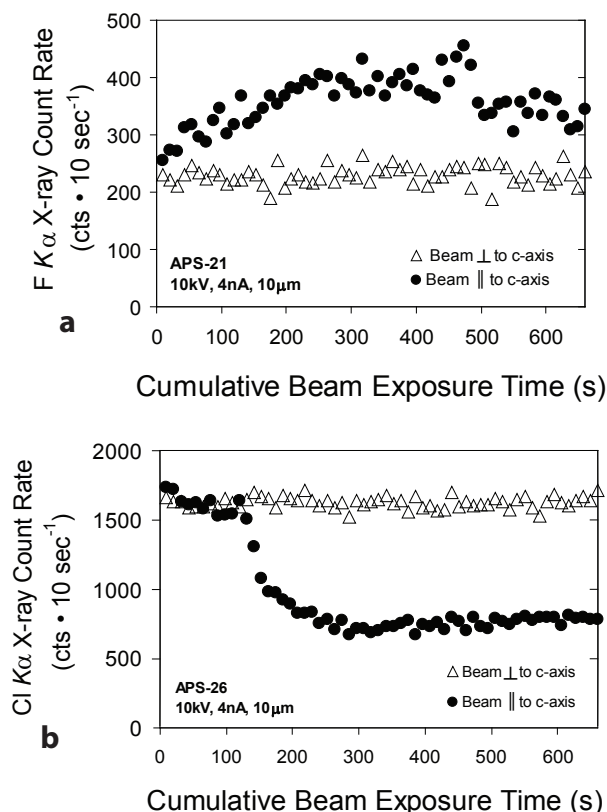 a
500
400
300
200
100
0
F Kα X-ray Count Rate
(cts • 10 sec⁻¹)
△ Beam ⊥ to c-axis
● Beam ∥ to c-axis
APS-21
10kV, 4nA, 10μm
0 100 200 300 400 500 600
Cumulative Beam Exposure Time (s)
b
2000
1500
1000
500
0
Cl Kα X-ray Count Rate
(cts • 10 sec⁻¹)
△ Beam ⊥ to c-axis
● Beam ∥ to c-axis
APS-26
10kV, 4nA, 10μm
0 100 200 300 400 500 600
Cumulative Beam Exposure Time (s)